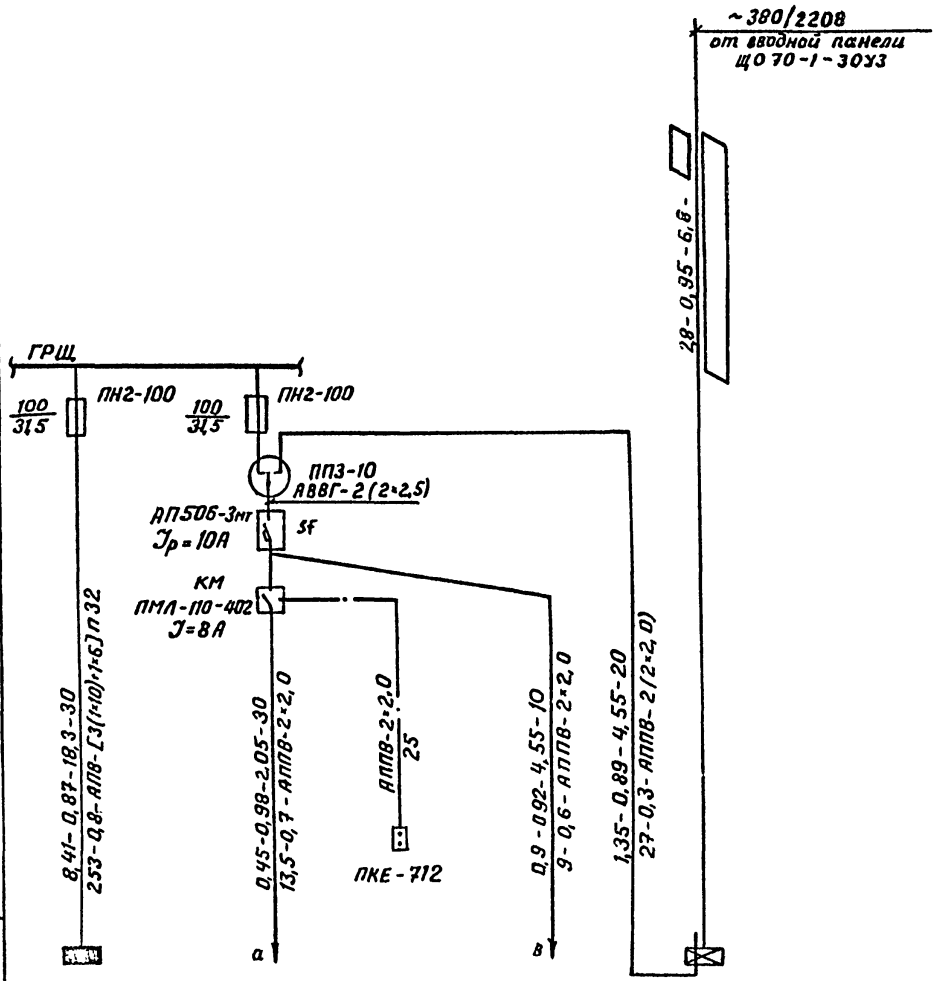 ~380/220В
от вводной панели
ЩО 70-1-30У3
2,8-0,95-6,8-
ГРЩ
ПН2-100
100
31,5
ПН2-100
100
31,5
ПП3-10
АВВГ-2(2×2,5)
АП50Б-3мт
Jр=10А
SF
КМ
ПМЛ-110-402
J=8А
8,41-0,87-18,3-30
253-0,8-АПВ-[3(1×10)+1×6]П32
0,45-0,98-2,05-30
13,5-0,7-АППВ-2×2,0
АППВ-2×2,0
25
ПКЕ-712
0,9-0,92-4,55-10
9-0,6-АППВ-2×2,0
1,35-0,89-4,55-20
27-0,3-АППВ-2(2×2,0)
а
в